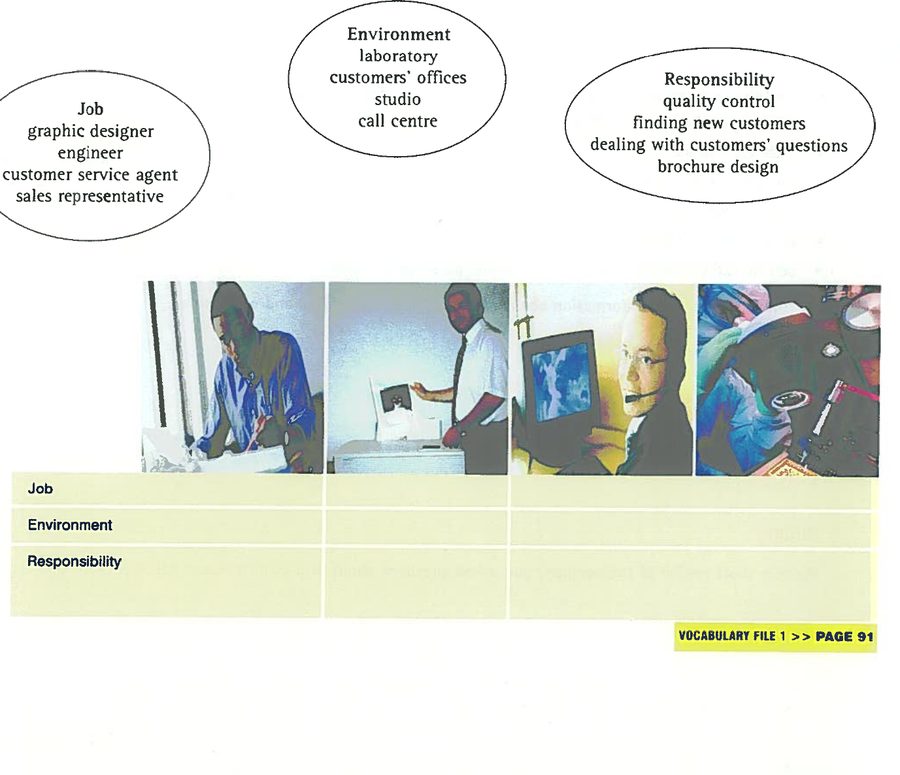 Job
graphic designer
engineer
customer service agent
sales representative
Environment
laboratory
customers' offices
studio
call centre
Responsibility
quality control
finding new customers
dealing with customers' questions
brochure design
Job
Environment
Responsibility
VOCABULARY FILE 1 >> PAGE 91